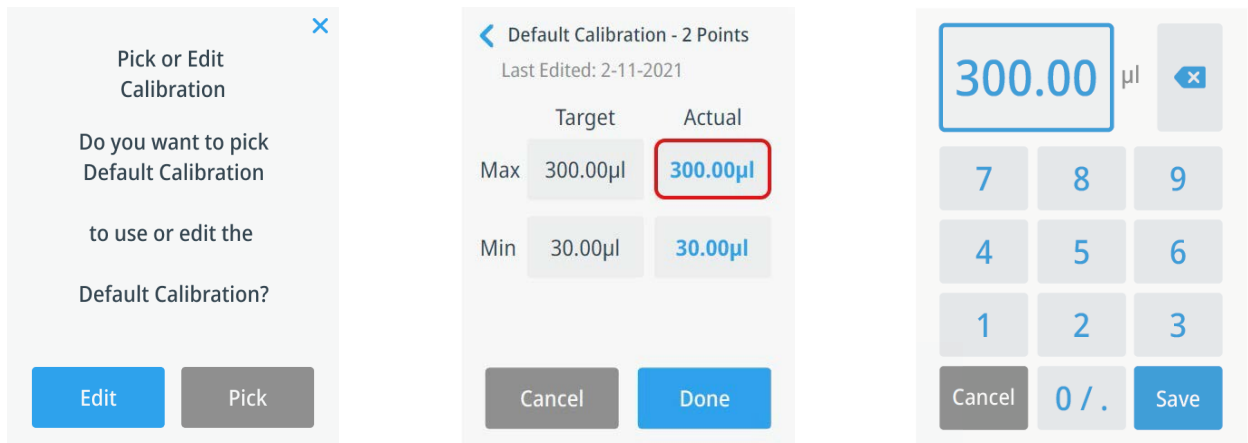 Pick or Edit
Calibration
Do you want to pick
Default Calibration
to use or edit the
Default Calibration?
Edit Pick
Default Calibration - 2 Points
Last Edited: 2-11-2021
Target Actual
Max 300.00µl 300.00µl
Min 30.00µl 30.00µl
Cancel Done
300.00 µl
7 8 9
4 5 6
1 2 3
Cancel 0 / . Save